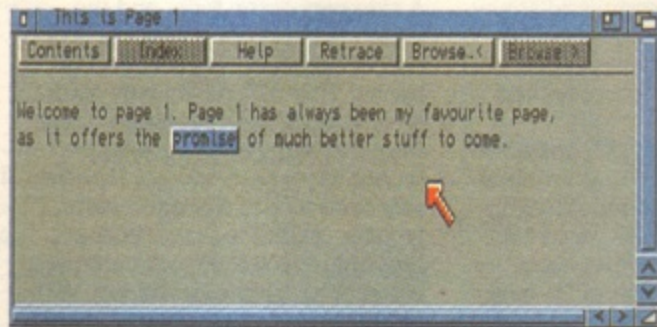 This is Page 1
Contents Index Help Retrace Browse < Browse >
Welcome to page 1. Page 1 has always been my favourite page,
as it offers the promise of much better stuff to come.